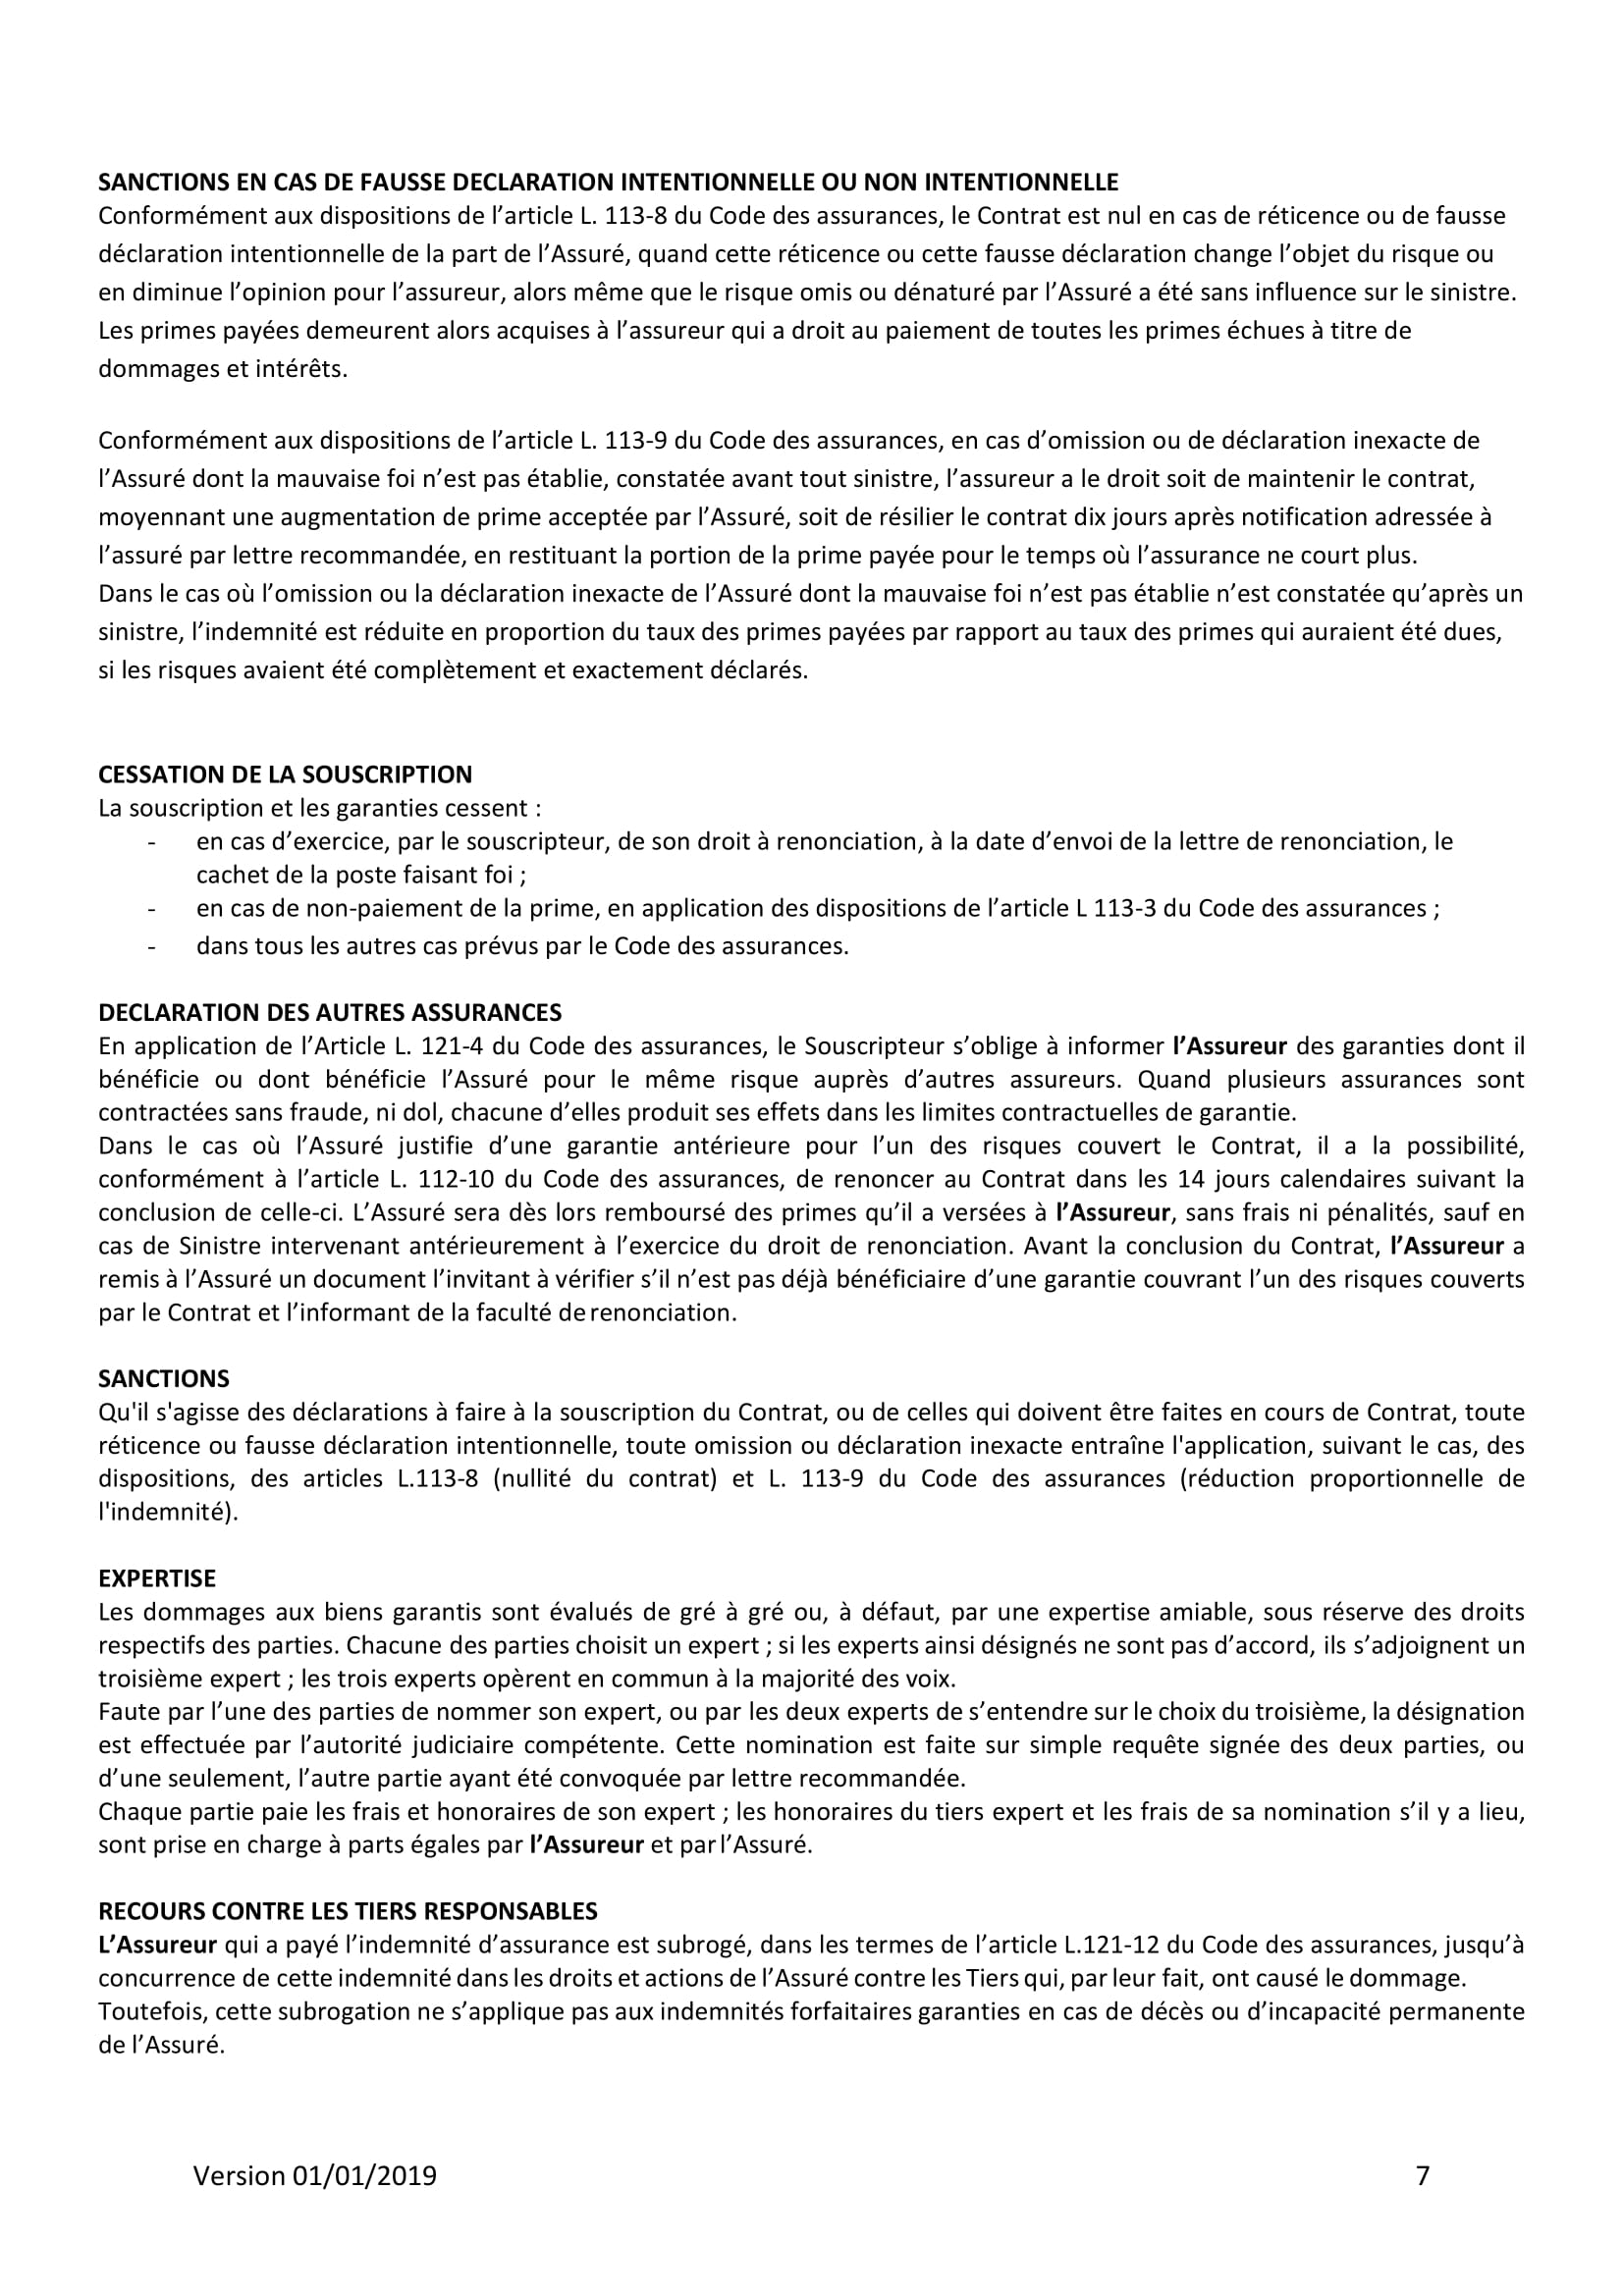 SANCTIONS EN CAS DE FAUSSE DECLARATION INTENTIONNELLE OU NON INTENTIONNELLE
Conformément aux dispositions de l’article L. 113-8 du Code des assurances, le Contrat est nul en cas de réticence ou de fausse
déclaration intentionnelle de la part de l’Assuré, quand cette réticence ou cette fausse déclaration change l’objet du risque ou
en diminue l’opinion pour l’assureur, alors même que le risque omis ou dénaturé par l’Assuré a été sans influence sur le sinistre.
Les primes payées demeurent alors acquises à l’assureur qui a droit au paiement de toutes les primes échues à titre de
dommages et intérêts.
Conformément aux dispositions de l’article L. 113-9 du Code des assurances, en cas d’omission ou de déclaration inexacte de
l’Assuré dont la mauvaise foi n’est pas établie, constatée avant tout sinistre, l’assureur a le droit soit de maintenir le contrat,
moyennant une augmentation de prime acceptée par l’Assuré, soit de résilier le contrat dix jours après notification adressée à
l’assuré par lettre recommandée, en restituant la portion de la prime payée pour le temps où l’assurance ne court plus.
Dans le cas où l’omission ou la déclaration inexacte de l’Assuré dont la mauvaise foi n’est pas établie n’est constatée qu’après un
sinistre, l’indemnité est réduite en proportion du taux des primes payées par rapport au taux des primes qui auraient été dues,
si les risques avaient été complètement et exactement déclarés.
CESSATION DE LA SOUSCRIPTION
La souscription et les garanties cessent :
- en cas d’exercice, par le souscripteur, de son droit à renonciation, à la date d’envoi de la lettre de renonciation, le
cachet de la poste faisant foi ;
- en cas de non-paiement de la prime, en application des dispositions de l’article L 113-3 du Code des assurances ;
- dans tous les autres cas prévus par le Code des assurances.
DECLARATION DES AUTRES ASSURANCES
En application de l’Article L. 121-4 du Code des assurances, le Souscripteur s’oblige à informer l’Assureur des garanties dont il
bénéficie ou dont bénéficie l’Assuré pour le même risque auprès d’autres assureurs. Quand plusieurs assurances sont
contractées sans fraude, ni dol, chacune d’elles produit ses effets dans les limites contractuelles de garantie.
Dans le cas où l’Assuré justifie d’une garantie antérieure pour l’un des risques couvert le Contrat, il a la possibilité,
conformément à l’article L. 112-10 du Code des assurances, de renoncer au Contrat dans les 14 jours calendaires suivant la
conclusion de celle-ci. L’Assuré sera dès lors remboursé des primes qu’il a versées à l’Assureur, sans frais ni pénalités, sauf en
cas de Sinistre intervenant antérieurement à l’exercice du droit de renonciation. Avant la conclusion du Contrat, l’Assureur a
remis à l’Assuré un document l’invitant à vérifier s’il n’est pas déjà bénéficiaire d’une garantie couvrant l’un des risques couverts
par le Contrat et l’informant de la faculté de renonciation.
SANCTIONS
Qu'il s'agisse des déclarations à faire à la souscription du Contrat, ou de celles qui doivent être faites en cours de Contrat, toute
réticence ou fausse déclaration intentionnelle, toute omission ou déclaration inexacte entraîne l'application, suivant le cas, des
dispositions, des articles L.113-8 (nullité du contrat) et L. 113-9 du Code des assurances (réduction proportionnelle de
l'indemnité).
EXPERTISE
Les dommages aux biens garantis sont évalués de gré à gré ou, à défaut, par une expertise amiable, sous réserve des droits
respectifs des parties. Chacune des parties choisit un expert ; si les experts ainsi désignés ne sont pas d’accord, ils s’adjoignent un
troisième expert ; les trois experts opèrent en commun à la majorité des voix.
Faute par l’une des parties de nommer son expert, ou par les deux experts de s’entendre sur le choix du troisième, la désignation
est effectuée par l’autorité judiciaire compétente. Cette nomination est faite sur simple requête signée des deux parties, ou
d’une seulement, l’autre partie ayant été convoquée par lettre recommandée.
Chaque partie paie les frais et honoraires de son expert ; les honoraires du tiers expert et les frais de sa nomination s’il y a lieu,
sont prise en charge à parts égales par l’Assureur et par l’Assuré.
RECOURS CONTRE LES TIERS RESPONSABLES
L’Assureur qui a payé l’indemnité d’assurance est subrogé, dans les termes de l’article L.121-12 du Code des assurances, jusqu’à
concurrence de cette indemnité dans les droits et actions de l’Assuré contre les Tiers qui, par leur fait, ont causé le dommage.
Toutefois, cette subrogation ne s’applique pas aux indemnités forfaitaires garanties en cas de décès ou d’incapacité permanente
de l’Assuré.
Version 01/01/2019 7